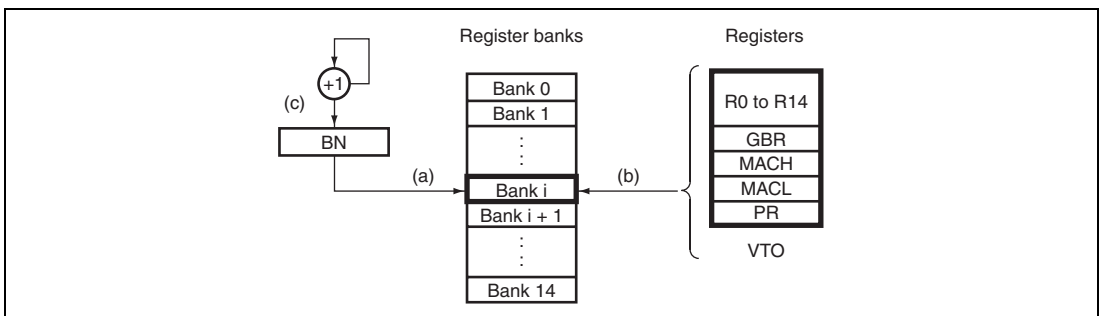 Register banks
Registers
+1
(c)
BN
(a)
Bank 0
Bank 1
:
:
Bank i
Bank i + 1
:
:
Bank 14
(b)
R0 to R14
GBR
MACH
MACL
PR
VTO